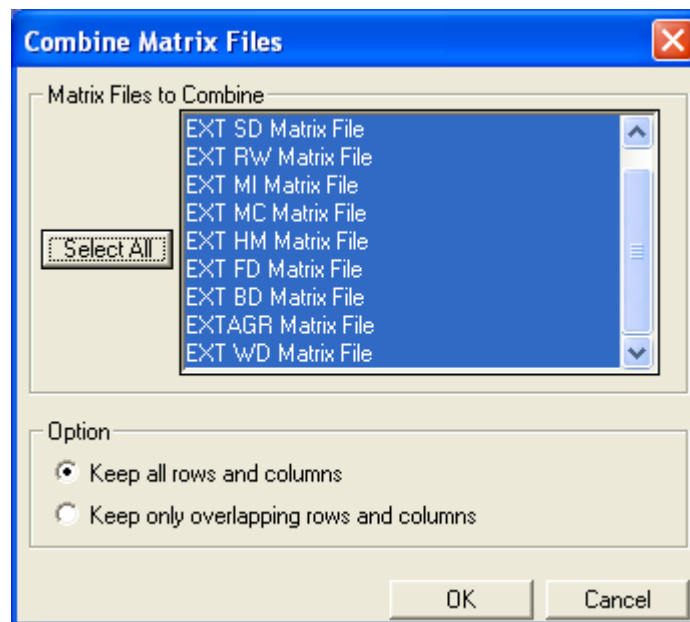 Combine Matrix Files
Matrix Files to Combine
EXT SD Matrix File
EXT RW Matrix File
EXT MI Matrix File
EXT MC Matrix File
EXT HM Matrix File
Select All
EXT FD Matrix File
EXT BD Matrix File
EXTAGR Matrix File
EXT WD Matrix File
Option
Keep all rows and columns
Keep only overlapping rows and columns
OK Cancel